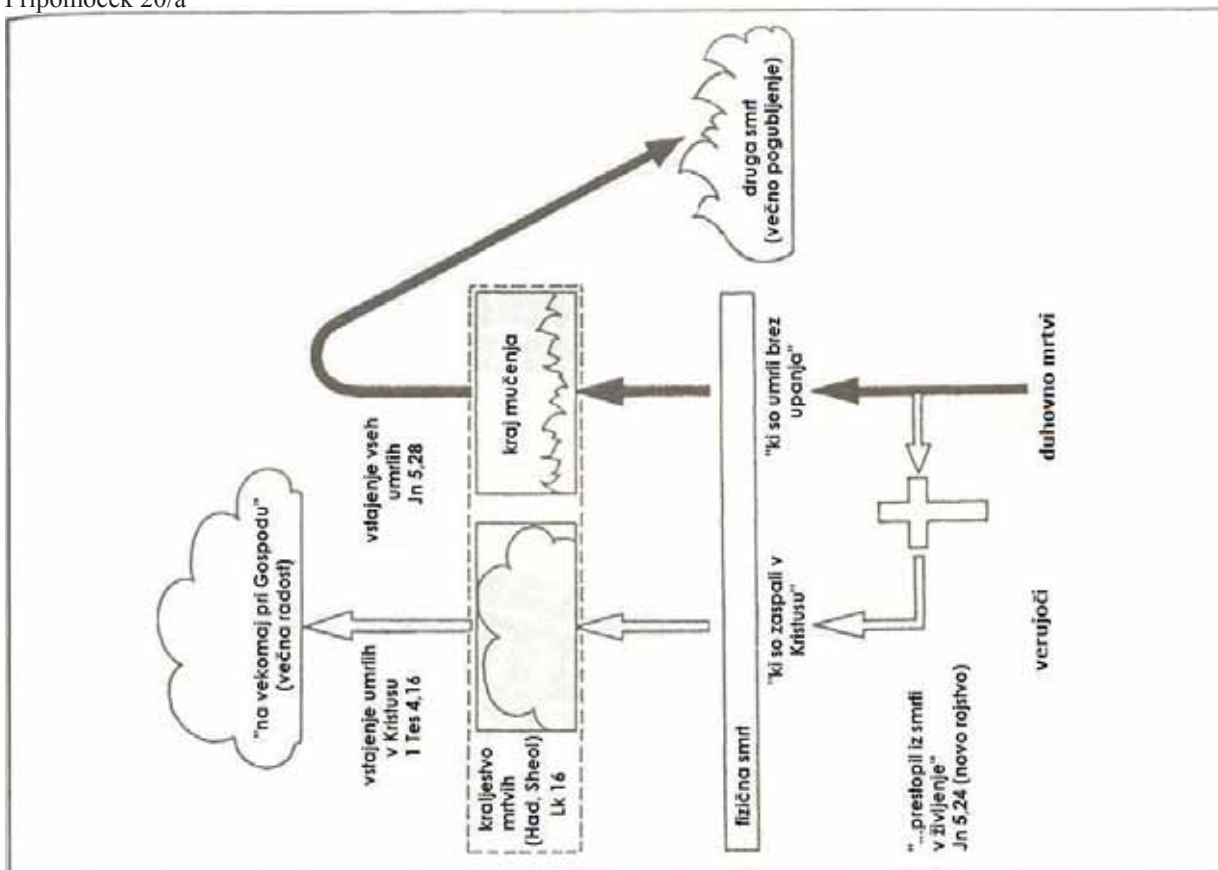 Pripomoček 20/a
"na vekomaj pri Gospodu"
(večna radost)
vstajenje umrlih
v Kristusu
1 Tes 4,16
vstajenje vseh
umrlih
Jn 5,28
druga smrt
(večno pogubljenje)
kraljestvo
mrtvih
(Had, Sheol)
Lk 16
kraj mučenja
fizična smrt
"ki so zaspali v
Kristusu"
"ki so umrli brez
upanja"
"...prestopil iz smrti
v življenje"
Jn 5,24 (novo rojstvo)
verujoči
duhovno mrtvi